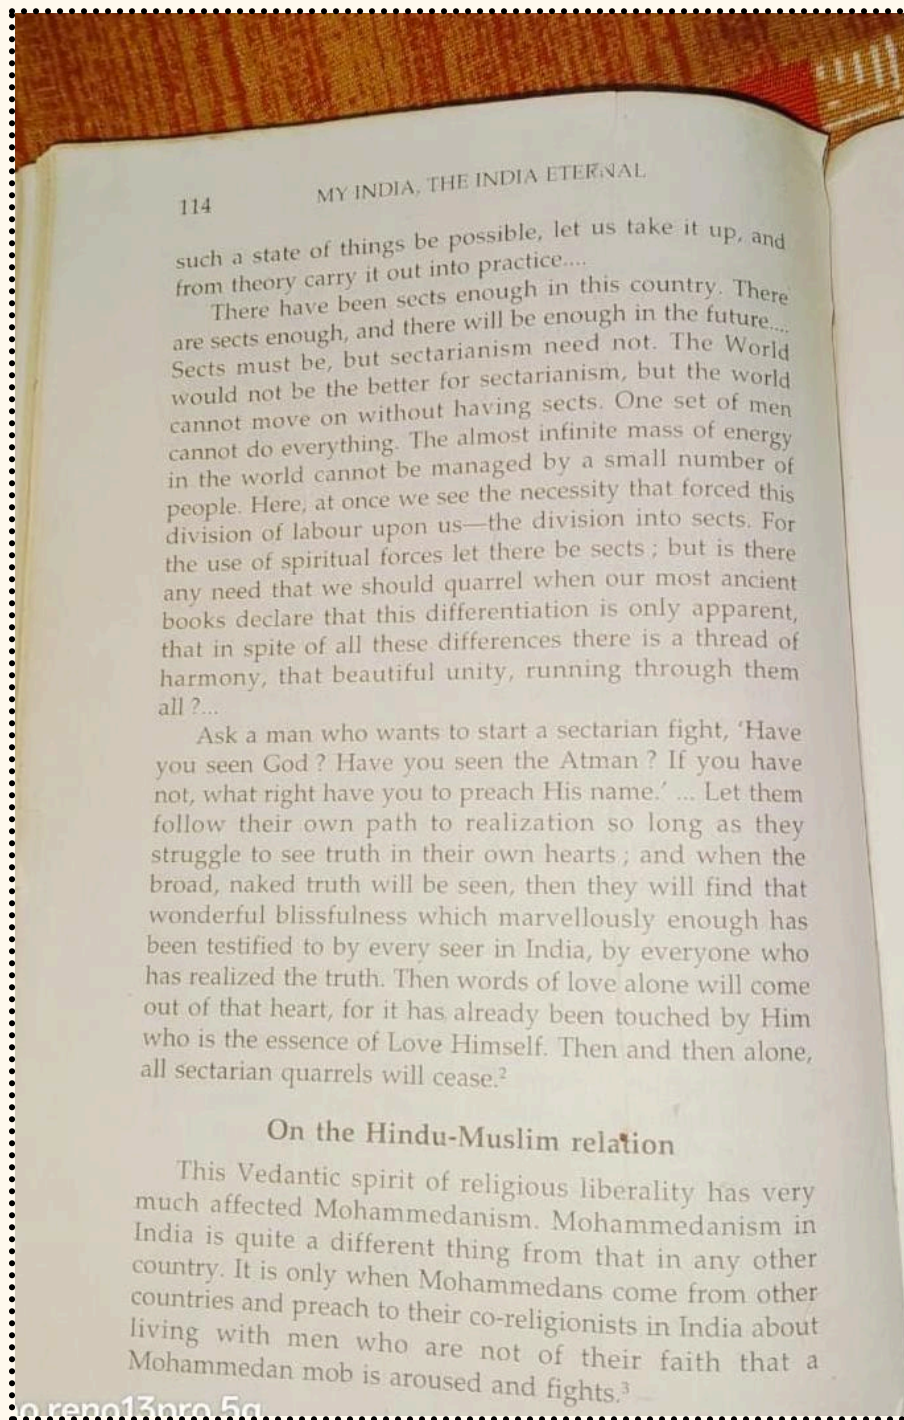 114
MY INDIA, THE INDIA ETERNAL
such a state of things be possible, let us take it up, and
from theory carry it out into practice....
There have been sects enough in this country. There
are sects enough, and there will be enough in the future....
Sects must be, but sectarianism need not. The World
would not be the better for sectarianism, but the world
cannot move on without having sects. One set of men
cannot do everything. The almost infinite mass of energy
in the world cannot be managed by a small number of
people. Here, at once we see the necessity that forced this
division of labour upon us—the division into sects. For
the use of spiritual forces let there be sects ; but is there
any need that we should quarrel when our most ancient
books declare that this differentiation is only apparent,
that in spite of all these differences there is a thread of
harmony, that beautiful unity, running through them
all ?...
Ask a man who wants to start a sectarian fight, ‘Have
you seen God ? Have you seen the Atman ? If you have
not, what right have you to preach His name.’ ... Let them
follow their own path to realization so long as they
struggle to see truth in their own hearts ; and when the
broad, naked truth will be seen, then they will find that
wonderful blissfulness which marvellously enough has
been testified to by every seer in India, by everyone who
has realized the truth. Then words of love alone will come
out of that heart, for it has already been touched by Him
who is the essence of Love Himself. Then and then alone,
all sectarian quarrels will cease.²
On the Hindu-Muslim relation
This Vedantic spirit of religious liberality has very
much affected Mohammedanism. Mohammedanism in
India is quite a different thing from that in any other
country. It is only when Mohammedans come from other
countries and preach to their co-religionists in India about
living with men who are not of their faith that a
Mohammedan mob is aroused and fights.³
o reno13pro 5g